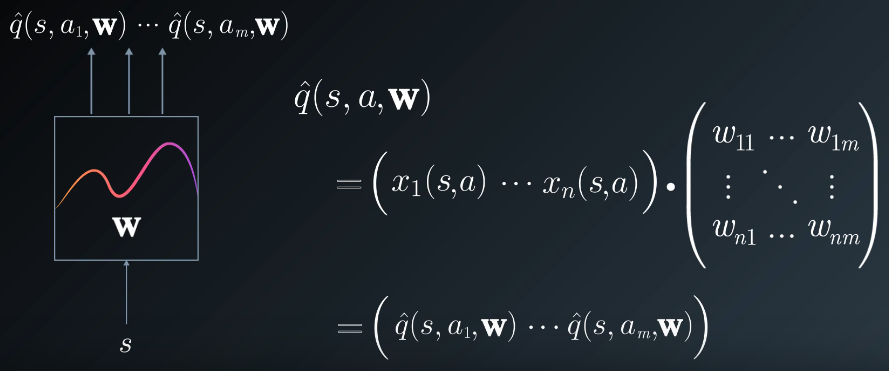 q̂(s, a₁,𝐰) ⋯ q̂(s, aₘ,𝐰)
𝐰
s
q̂(s, a,𝐰)
= ( x₁(s,a) ⋯ xₙ(s,a) ) • ( w₁₁ … w₁ₘ
⋮ ⋱ ⋮
wₙ₁ … wₙₘ )
= ( q̂(s, a₁,𝐰) ⋯ q̂(s, aₘ,𝐰) )